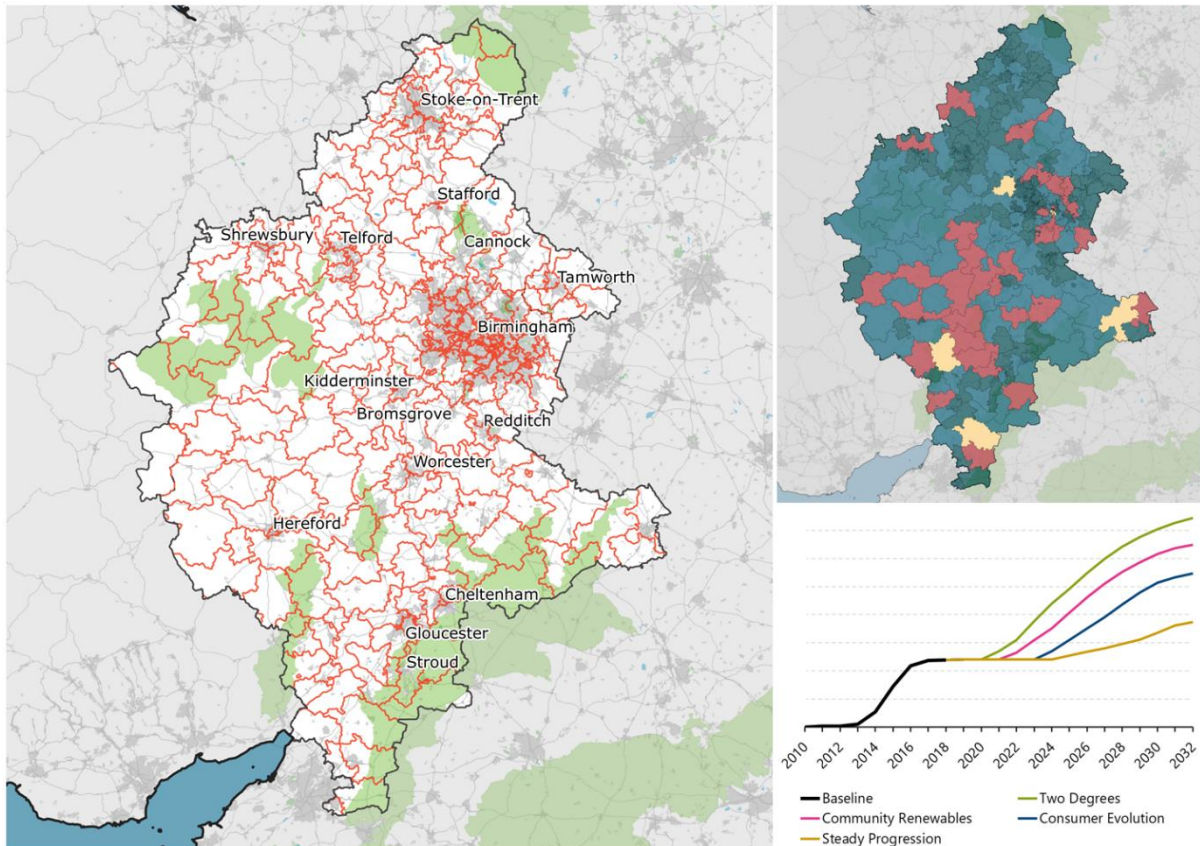 Stoke-on-Trent
Stafford
Shrewsbury
Telford
Cannock
Tamworth
Birmingham
Kidderminster
Bromsgrove
Redditch
Worcester
Hereford
Cheltenham
Gloucester
Stroud
2010
2012
2014
2016
2018
2020
2022
2024
2026
2028
2030
2032
Baseline
Two Degrees
Community Renewables
Consumer Evolution
Steady Progression